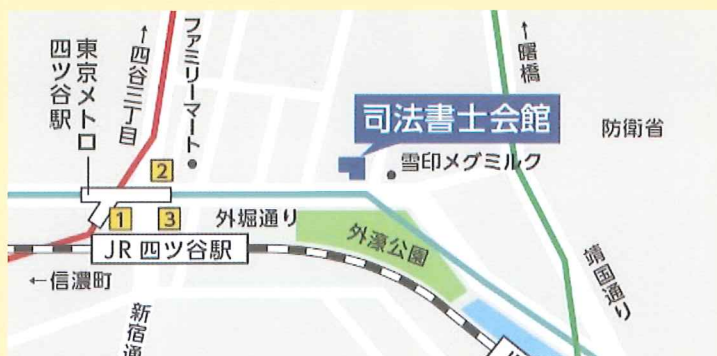 東京メトロ
四ツ谷駅
←四谷三丁目
ファミリーマート
←曙橋
司法書士会館
防衛省
雪印メグミルク
2
1
3
外堀通り
外濠公園
JR 四ツ谷駅
←信濃町
靖国通り
新宿通